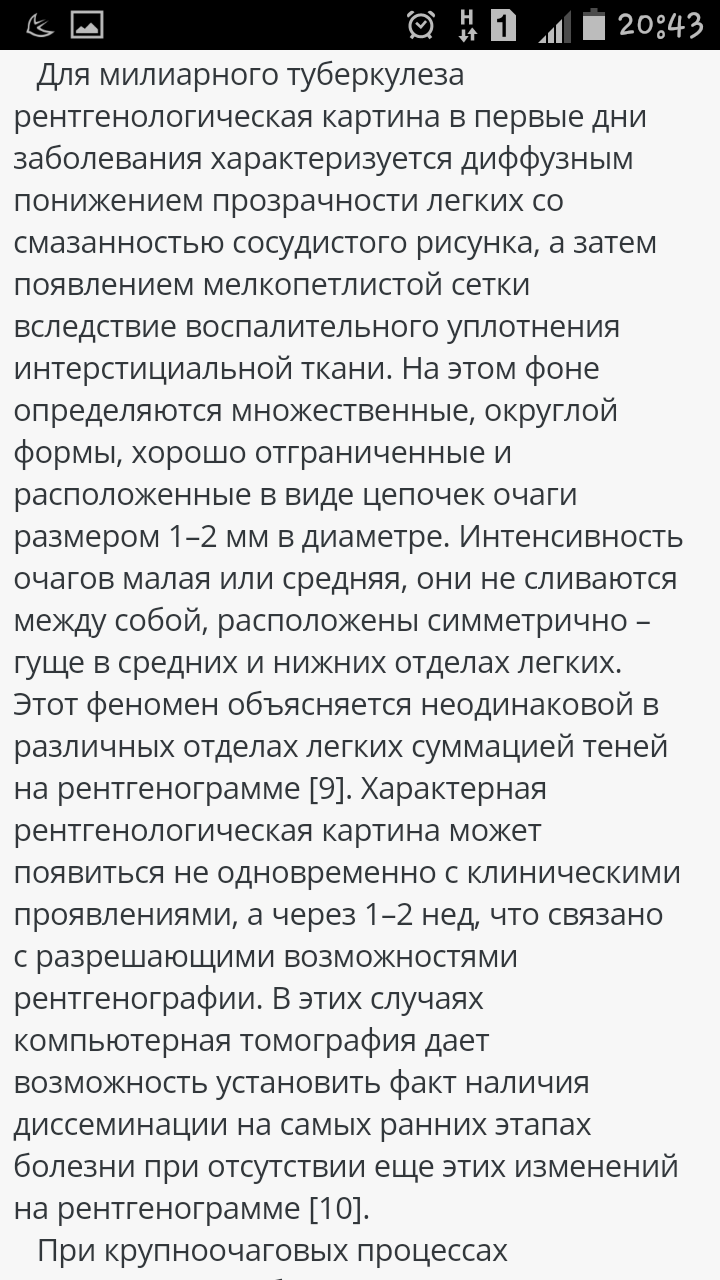 H 1 20:43
Для милиарного туберкулеза
рентгенологическая картина в первые дни
заболевания характеризуется диффузным
понижением прозрачности легких со
смазанностью сосудистого рисунка, а затем
появлением мелкопетлистой сетки
вследствие воспалительного уплотнения
интерстициальной ткани. На этом фоне
определяются множественные, округлой
формы, хорошо отграниченные и
расположенные в виде цепочек очаги
размером 1–2 мм в диаметре. Интенсивность
очагов малая или средняя, они не сливаются
между собой, расположены симметрично –
гуще в средних и нижних отделах легких.
Этот феномен объясняется неодинаковой в
различных отделах легких суммацией теней
на рентгенограмме [9]. Характерная
рентгенологическая картина может
появиться не одновременно с клиническими
проявлениями, а через 1–2 нед, что связано
с разрешающими возможностями
рентгенографии. В этих случаях
компьютерная томография дает
возможность установить факт наличия
диссеминации на самых ранних этапах
болезни при отсутствии еще этих изменений
на рентгенограмме [10].
При крупноочаговых процессах